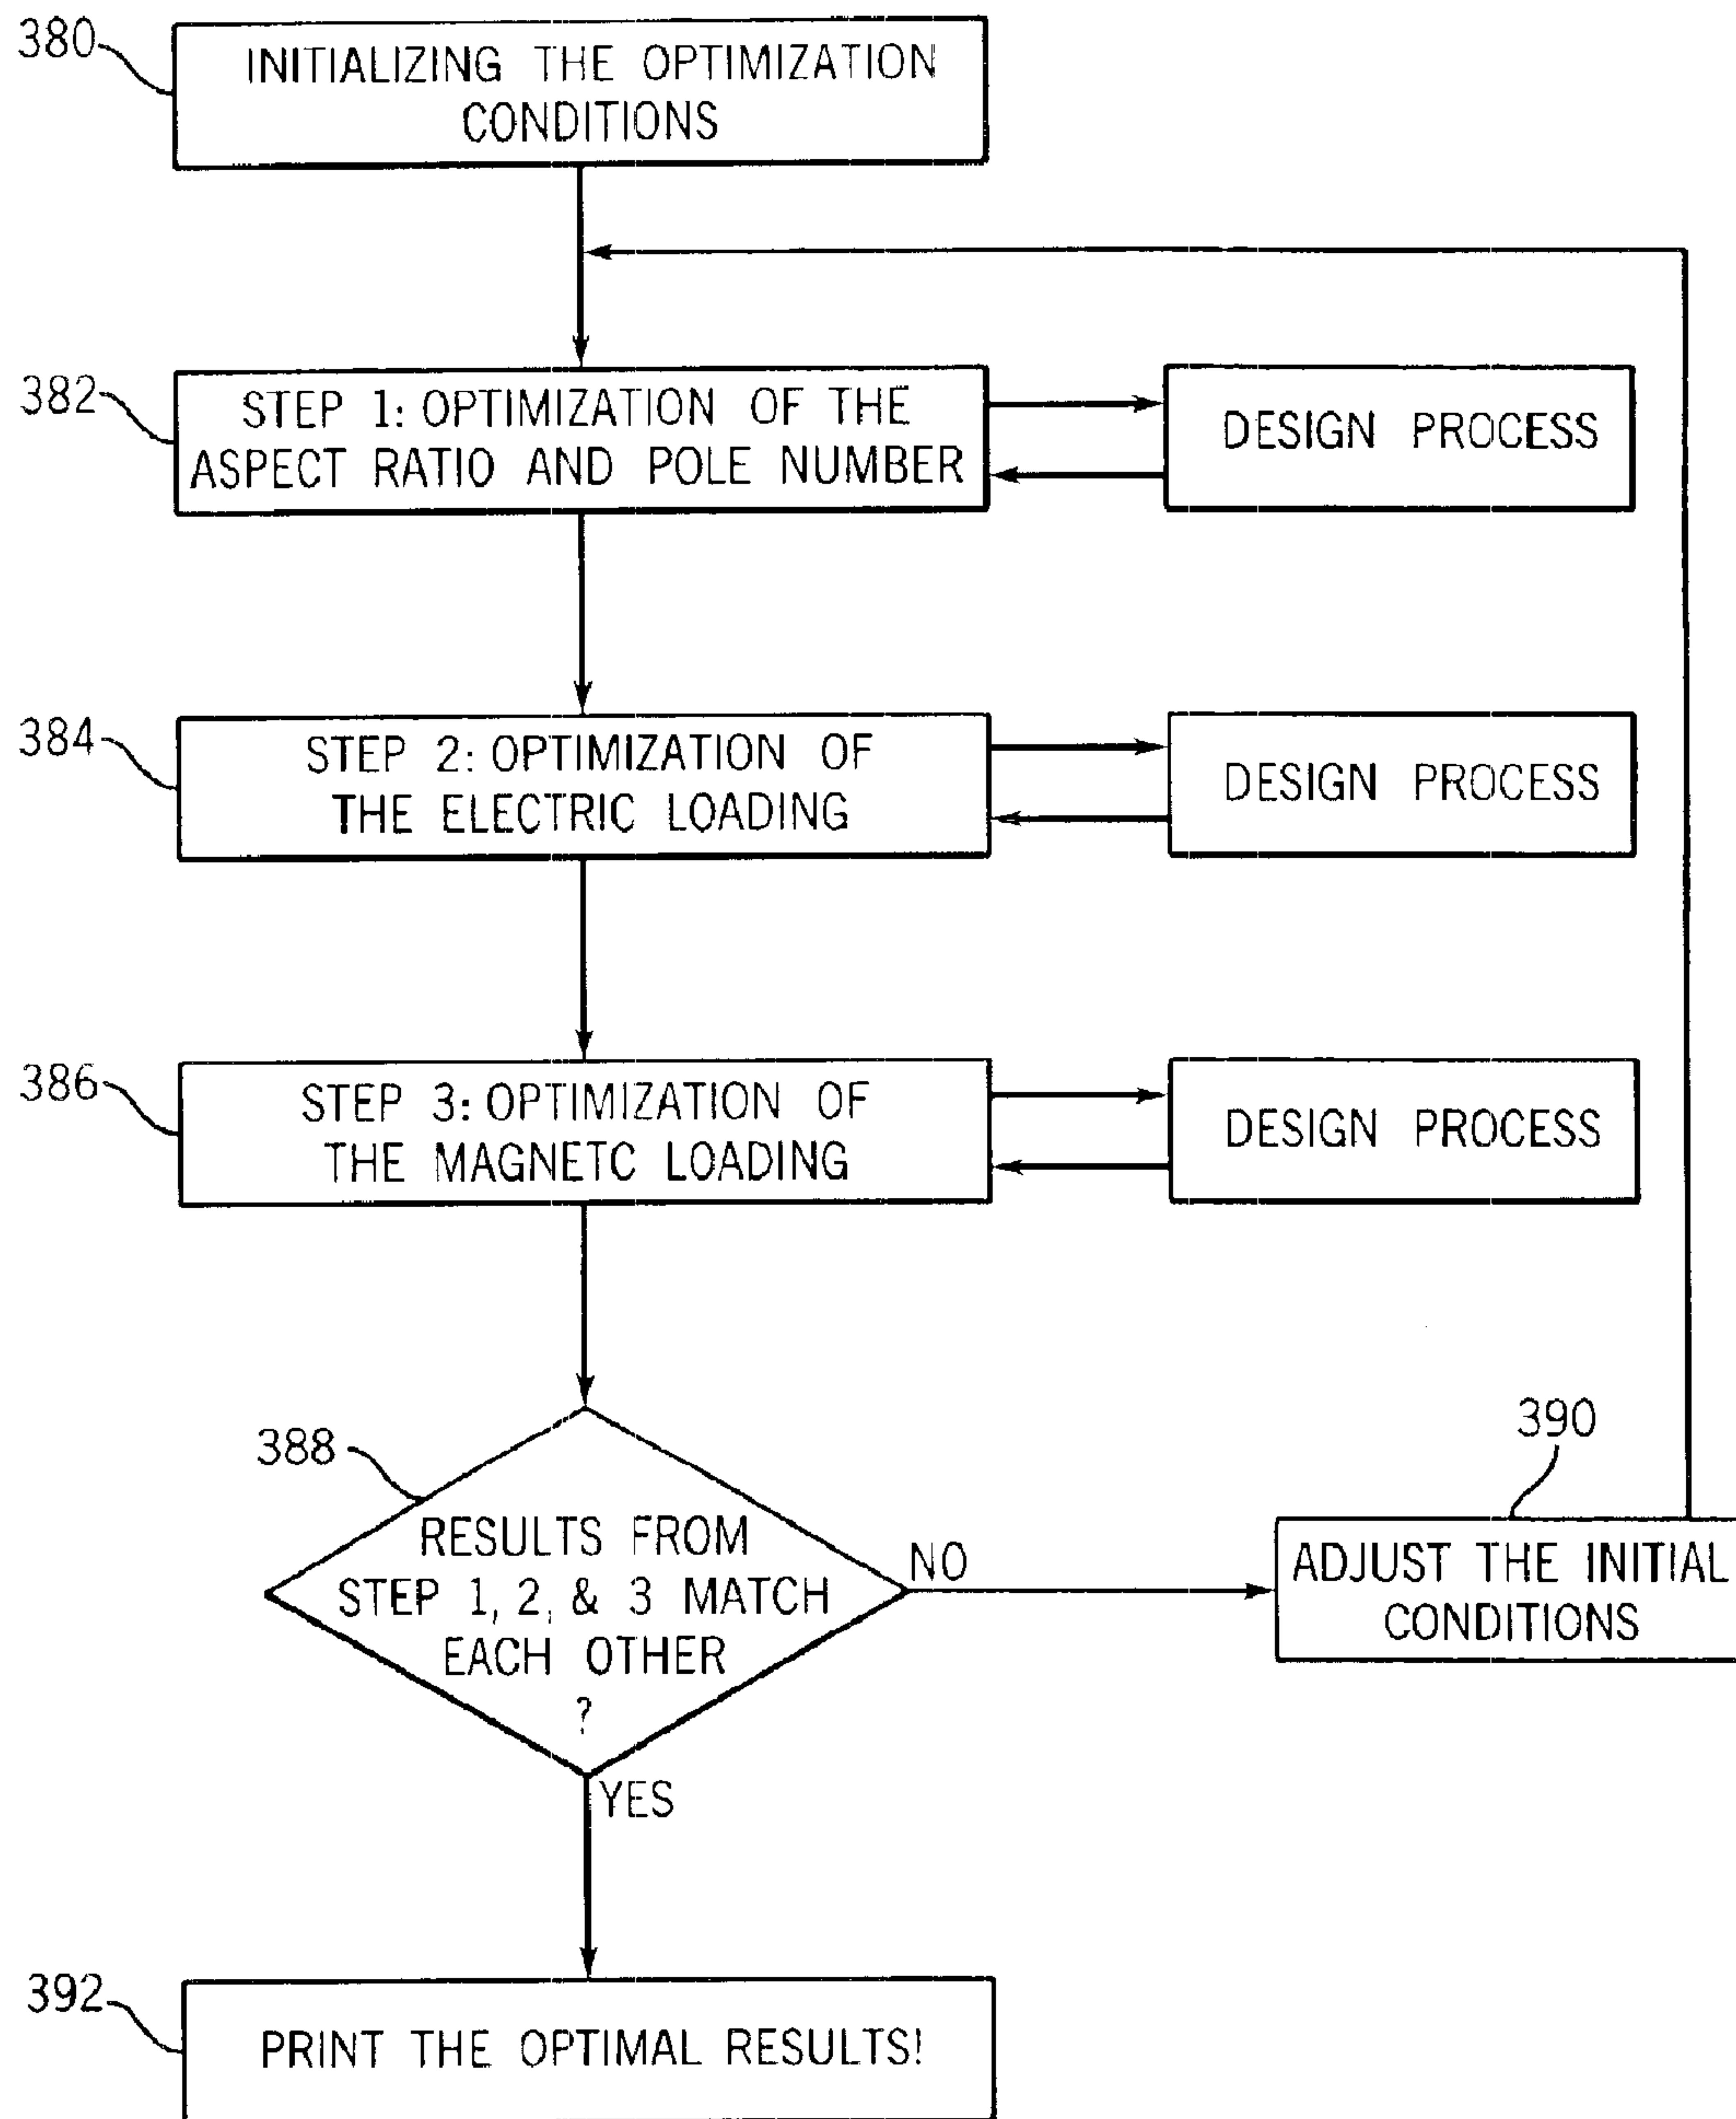 380
INITIALIZING THE OPTIMIZATION
CONDITIONS
382
STEP 1: OPTIMIZATION OF THE
ASPECT RATIO AND POLE NUMBER
DESIGN PROCESS
384
STEP 2: OPTIMIZATION OF
THE ELECTRIC LOADING
DESIGN PROCESS
386
STEP 3: OPTIMIZATION OF
THE MAGNETC LOADING
DESIGN PROCESS
388
RESULTS FROM
STEP 1, 2, & 3 MATCH
EACH OTHER
?
NO
390
ADJUST THE INITIAL
CONDITIONS
YES
392
PRINT THE OPTIMAL RESULTS!